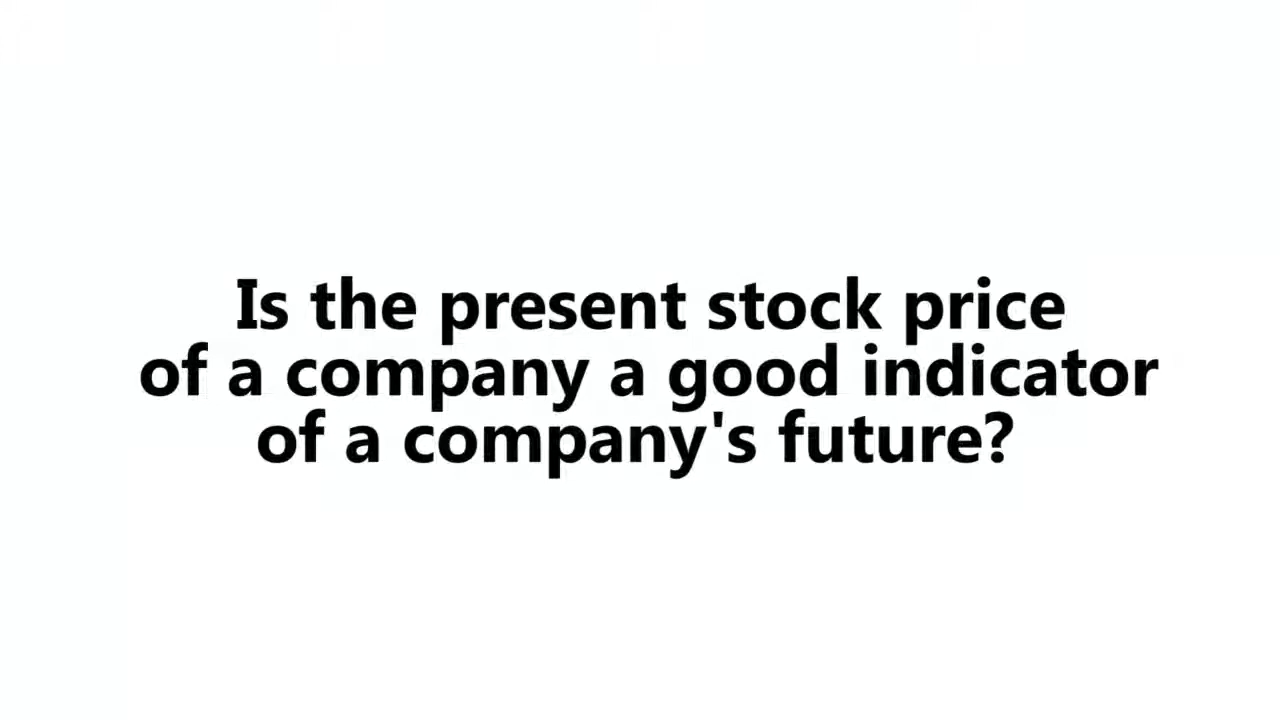 Is the present stock price
of a company a good indicator
of a company's future?